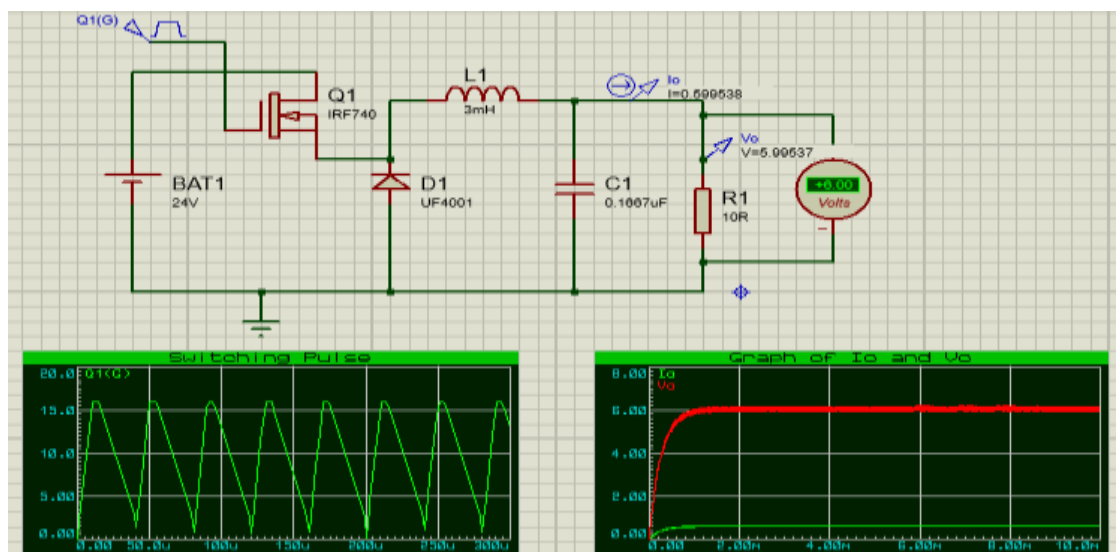 Q1(G)
Q1
IRF740
L1
3mH
Io
I=0.599538
Vo
V=5.99537
BAT1
24V
D1
UF4001
C1
0.1667uF
R1
10R
+6.00
Volts
Switching Pulse
Q1(G)
20.0
15.0
10.0
5.00
0.00
0.00 50.0u 100u 150u 200u 250u 300u
Graph of Io and Vo
Io
Vo
8.00
6.00
4.00
2.00
0.00
0.00 2.00m 4.00m 6.00m 8.00m 10.0m